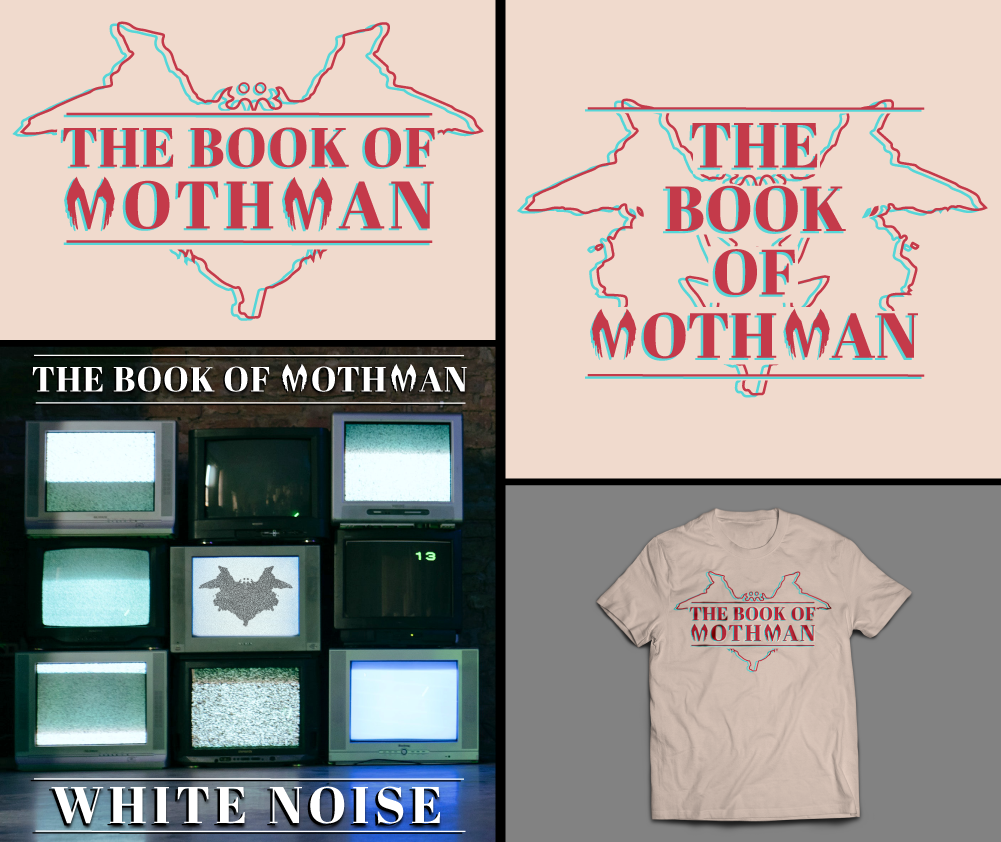 THE BOOK OF
MOTHMAN
THE
BOOK
OF
MOTHMAN
THE BOOK OF MOTHMAN
13
WHITE NOISE
THE BOOK OF
MOTHMAN